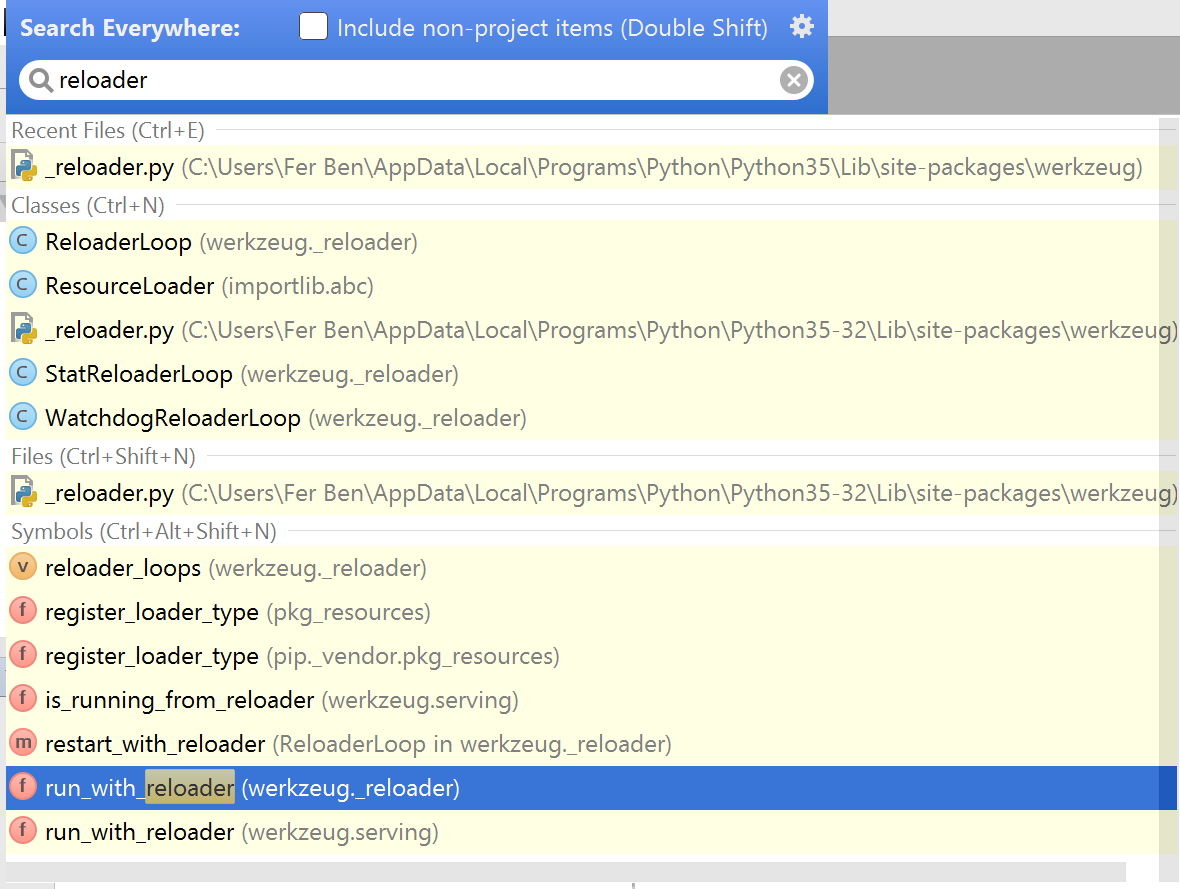 Search Everywhere: Include non-project items (Double Shift)
reloader
Recent Files (Ctrl+E)
_reloader.py (C:\Users\Fer Ben\AppData\Local\Programs\Python\Python35\Lib\site-packages\werkzeug)
Classes (Ctrl+N)
C ReloaderLoop (werkzeug._reloader)
C ResourceLoader (importlib.abc)
_reloader.py (C:\Users\Fer Ben\AppData\Local\Programs\Python\Python35-32\Lib\site-packages\werkzeug)
C StatReloaderLoop (werkzeug._reloader)
C WatchdogReloaderLoop (werkzeug._reloader)
Files (Ctrl+Shift+N)
_reloader.py (C:\Users\Fer Ben\AppData\Local\Programs\Python\Python35-32\Lib\site-packages\werkzeug)
Symbols (Ctrl+Alt+Shift+N)
v reloader_loops (werkzeug._reloader)
f register_loader_type (pkg_resources)
f register_loader_type (pip._vendor.pkg_resources)
f is_running_from_reloader (werkzeug.serving)
m restart_with_reloader (ReloaderLoop in werkzeug._reloader)
f run_with_reloader (werkzeug._reloader)
f run_with_reloader (werkzeug.serving)